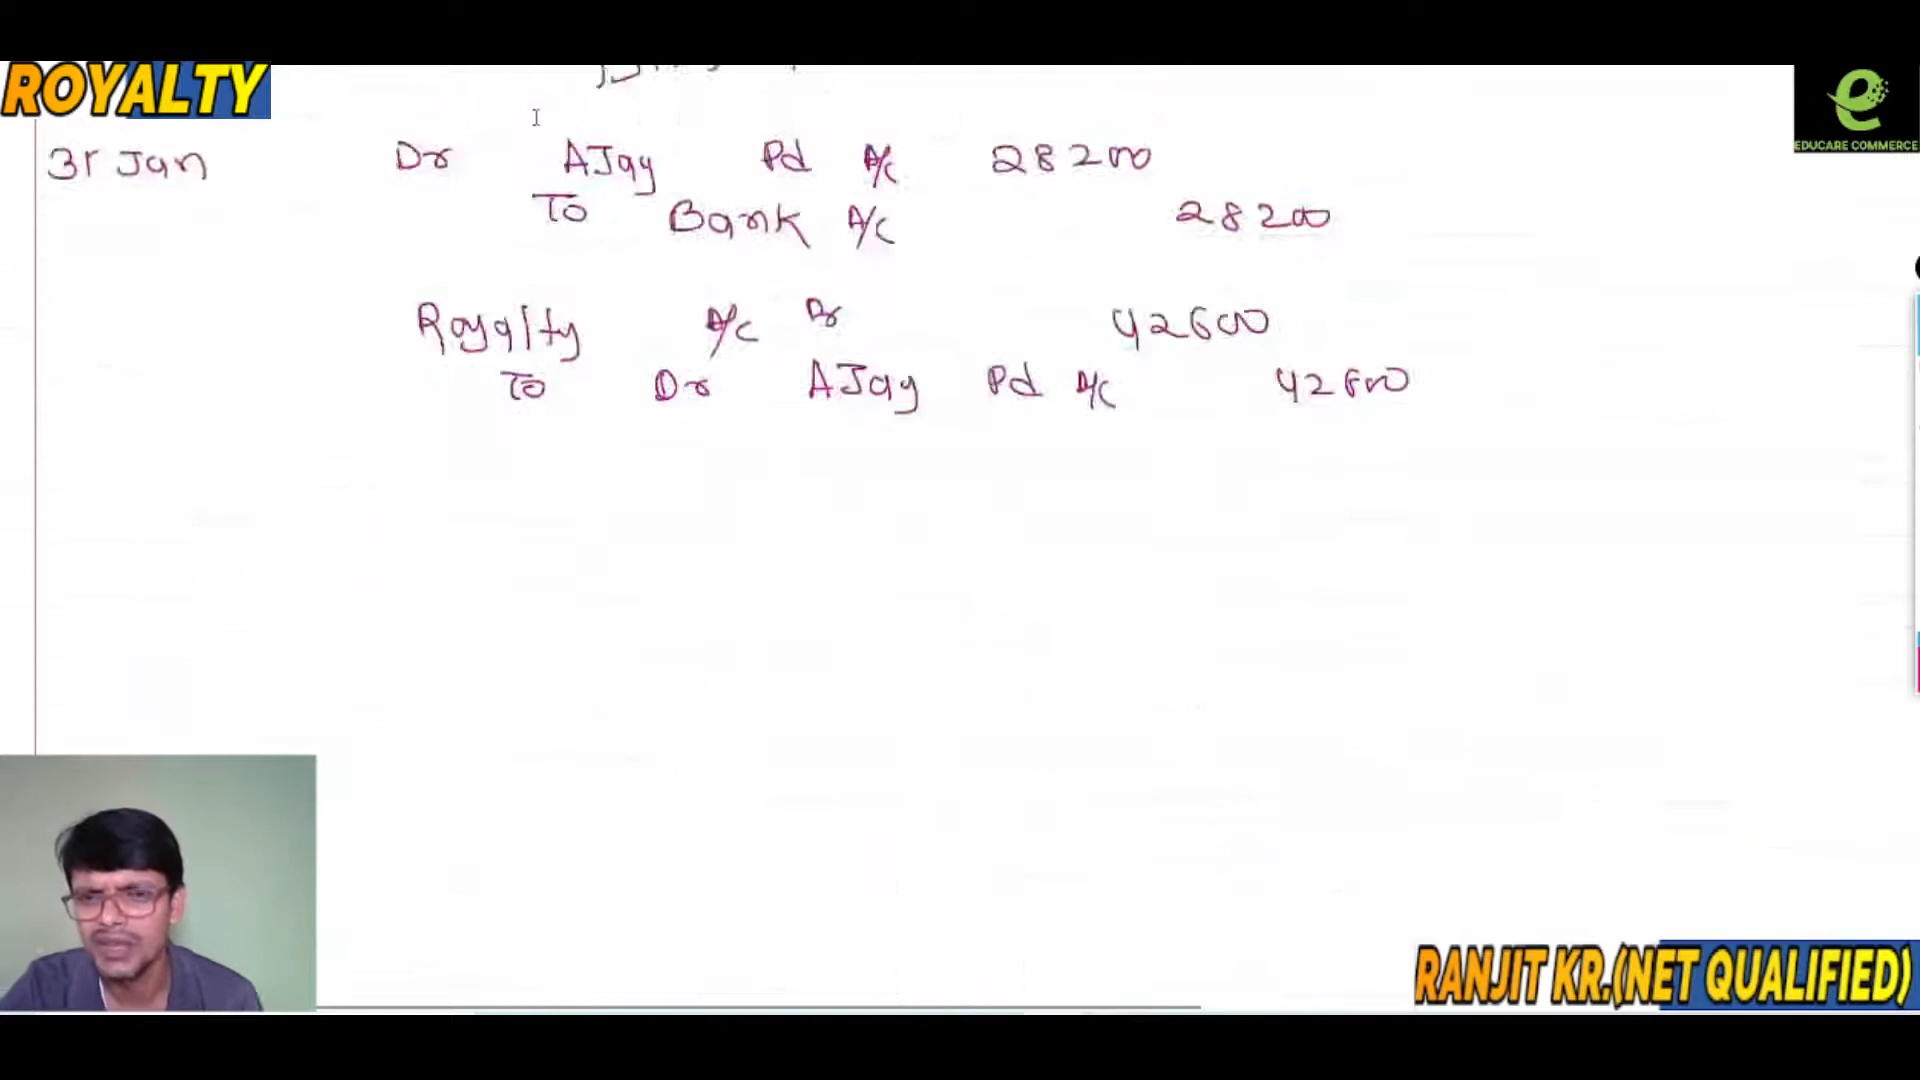 ROYALTY
EDUCARE COMMERCE
31 Jan Dr AJay Pd A/c 28200
To Bank A/c 28200
Royalty A/c Dr 42600
To Dr AJay Pd A/c 42600
RANJIT KR.(NET QUALIFIED)